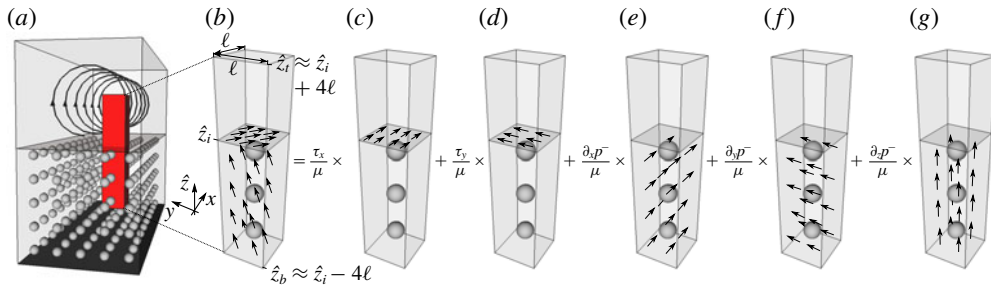 (a) (b) (c) (d) (e) (f) (g)
ℓ
ℓ
ẑ_t ≈ ẑ_i
+ 4ℓ
ẑ_i
= τ_x/μ × + τ_y/μ × + ∂_x p⁻/μ × + ∂_y p⁻/μ × + ∂_z p⁻/μ ×
ẑ
y x
ẑ_b ≈ ẑ_i − 4ℓ